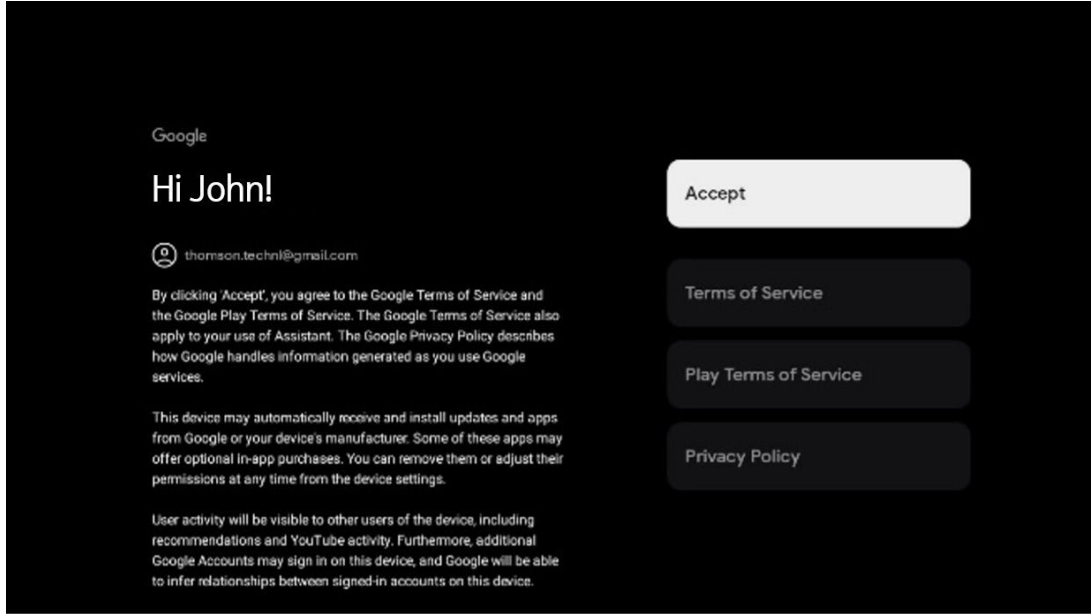 Google
Hi John!
thomson.technl@gmail.com
By clicking 'Accept', you agree to the Google Terms of Service and
the Google Play Terms of Service. The Google Terms of Service also
apply to your use of Assistant. The Google Privacy Policy describes
how Google handles information generated as you use Google
services.
This device may automatically receive and install updates and apps
from Google or your device's manufacturer. Some of these apps may
offer optional in-app purchases. You can remove them or adjust their
permissions at any time from the device settings.
User activity will be visible to other users of the device, including
recommendations and YouTube activity. Furthermore, additional
Google Accounts may sign in on this device, and Google will be able
to infer relationships between signed-in accounts on this device.
Accept
Terms of Service
Play Terms of Service
Privacy Policy